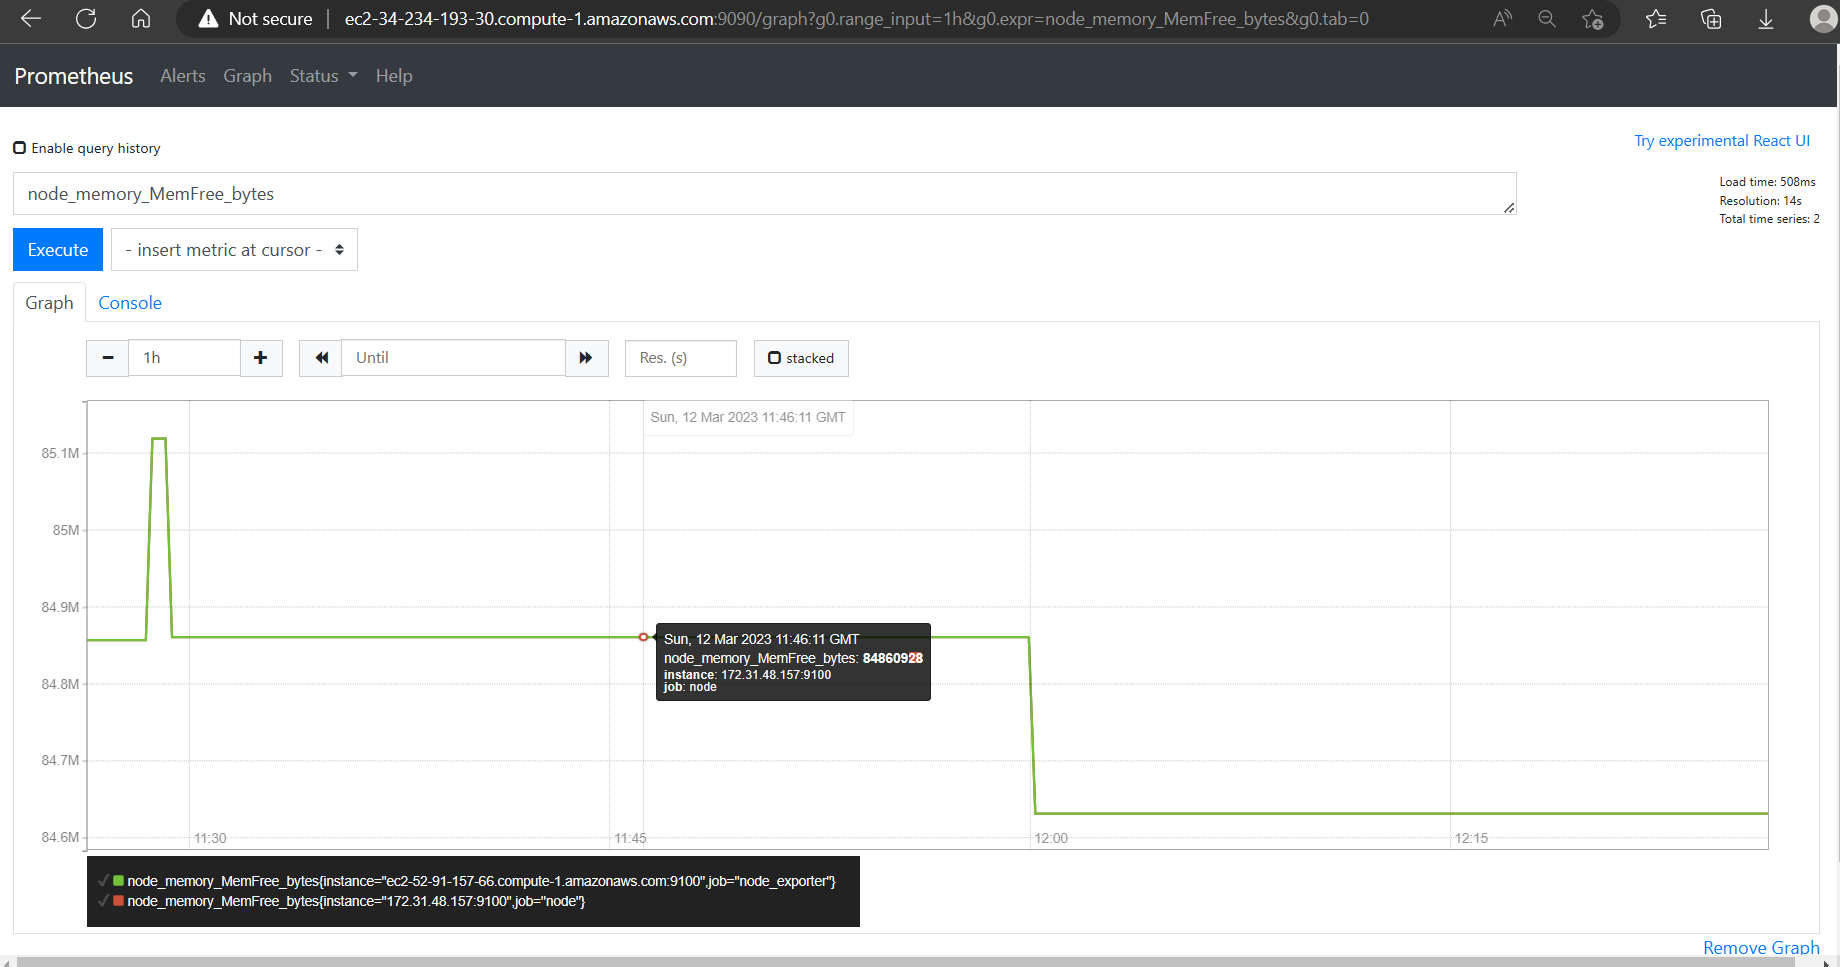 Not secure | ec2-34-234-193-30.compute-1.amazonaws.com:9090/graph?g0.range_input=1h&g0.expr=node_memory_MemFree_bytes&g0.tab=0
Prometheus Alerts Graph Status Help
Enable query history
Try experimental React UI
node_memory_MemFree_bytes
Load time: 508ms
Resolution: 14s
Total time series: 2
Execute - insert metric at cursor -
Graph Console
1h Until Res. (s) stacked
Sun, 12 Mar 2023 11:46:11 GMT
85.1M
85M
84.9M
Sun, 12 Mar 2023 11:46:11 GMT
node_memory_MemFree_bytes: 84860928
instance: 172.31.48.157:9100
job: node
84.8M
84.7M
84.6M
11:30 11:45 12:00 12:15
node_memory_MemFree_bytes{instance="ec2-52-91-157-66.compute-1.amazonaws.com:9100",job="node_exporter"}
node_memory_MemFree_bytes{instance="172.31.48.157:9100",job="node"}
Remove Graph